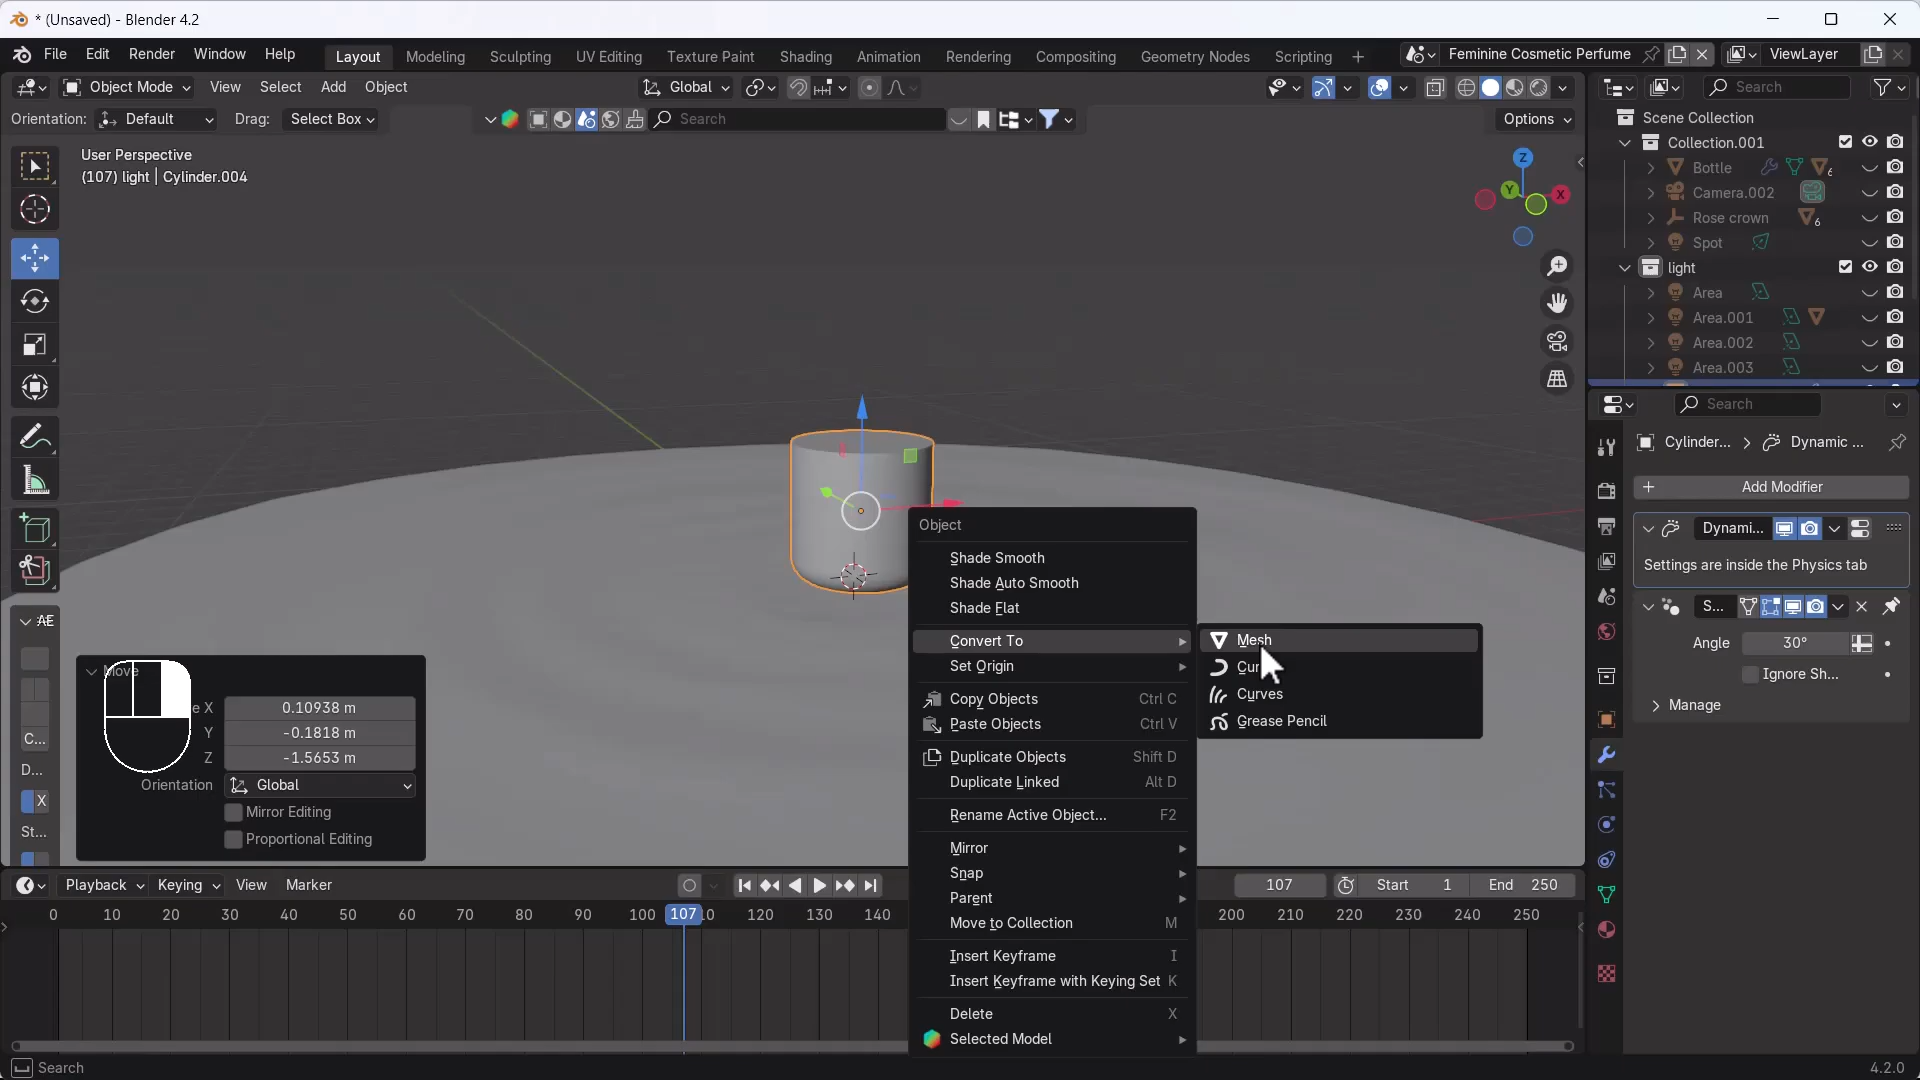 * (Unsaved) - Blender 4.2
File Edit Render Window Help
Layout Modeling Sculpting UV Editing Texture Paint Shading Animation Rendering Compositing Geometry Nodes Scripting +
Feminine Cosmetic Perfume
ViewLayer
Object Mode View Select Add Object
Global
Search
Orientation: Default Drag: Select Box
Search
Options
User Perspective
(107) light | Cylinder.004
Z
Y
X
Scene Collection
Collection.001
Bottle
6
Camera.002
Rose crown
6
Spot
light
Area
Area.001
Area.002
Area.003
Search
Cylinder... > Dynamic ...
+ Add Modifier
Dynami...
Settings are inside the Physics tab
S...
Angle 30°
Ignore Sh...
Manage
Object
Shade Smooth
Shade Auto Smooth
Shade Flat
Convert To
Set Origin
Copy Objects Ctrl C
Paste Objects Ctrl V
Duplicate Objects Shift D
Duplicate Linked Alt D
Rename Active Object... F2
Mirror
Snap
Parent
Move to Collection M
Insert Keyframe I
Insert Keyframe with Keying Set K
Delete X
Selected Model
Mesh
Curves
Grease Pencil
C...
D...
X
St...
Move
X 0.10938 m
Y -0.1818 m
Z -1.5653 m
Orientation Global
Mirror Editing
Proportional Editing
Playback Keying View Marker
107
Start 1
End 250
0 10 20 30 40 50 60 70 80 90 100 107 120 130 140 200 210 220 230 240 250
Search
4.2.0